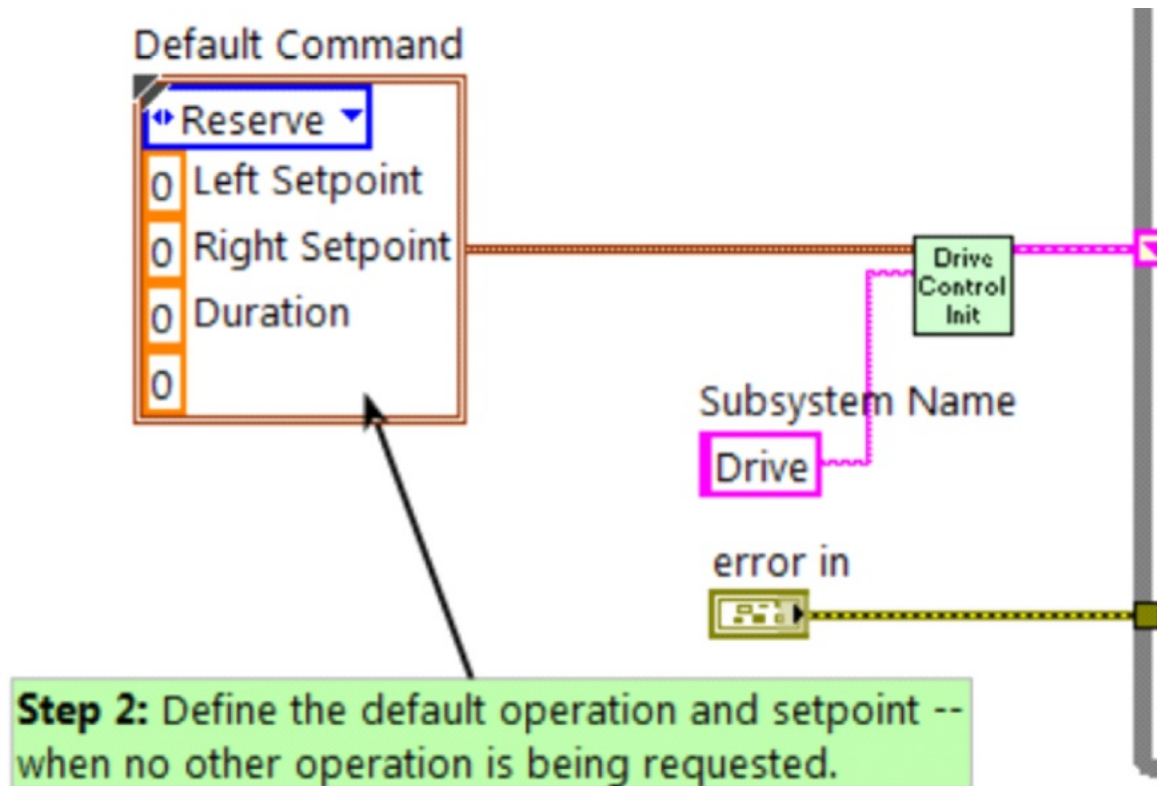 Default Command
Reserve
0 Left Setpoint
0 Right Setpoint
0 Duration
0
Drive
Control
Init
Subsystem Name
Drive
error in
Step 2: Define the default operation and setpoint --
when no other operation is being requested.